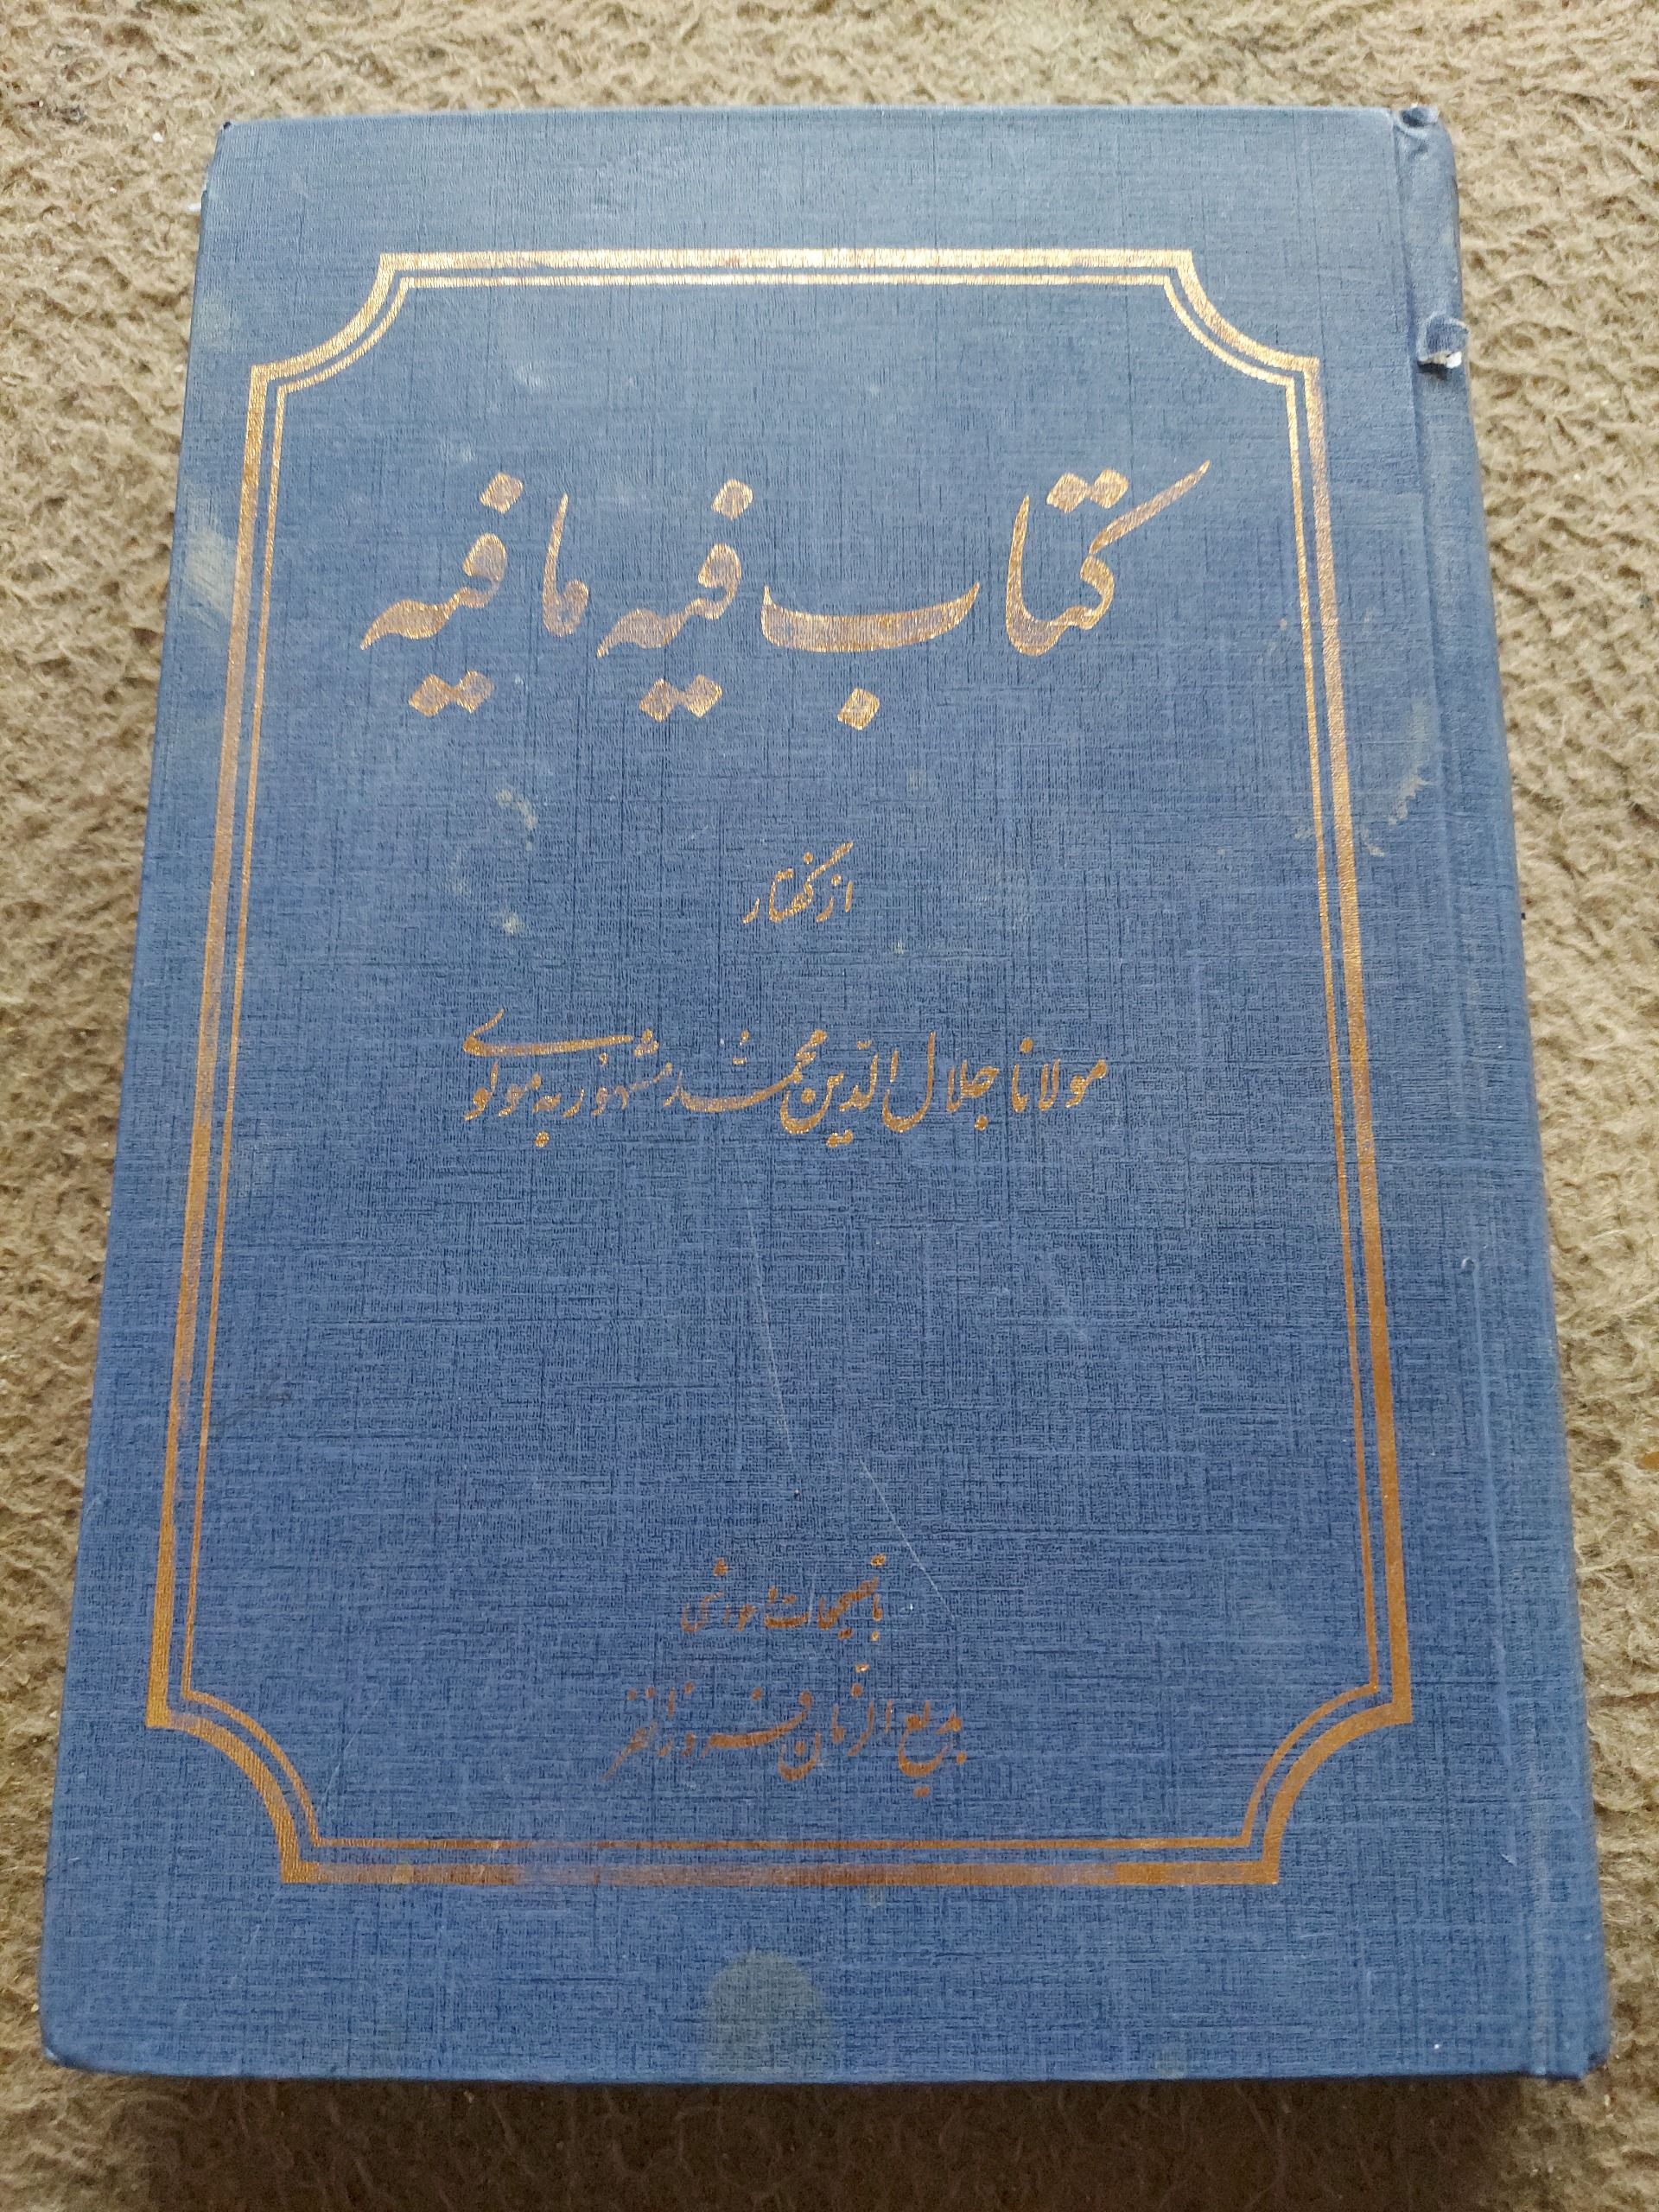 کتاب فیه ما فیه
از گفتار
مولانا جلال الدین محمد مشهور به مولوی
با تصحیحات و حواشی
بدیع الزمان فروزانفر